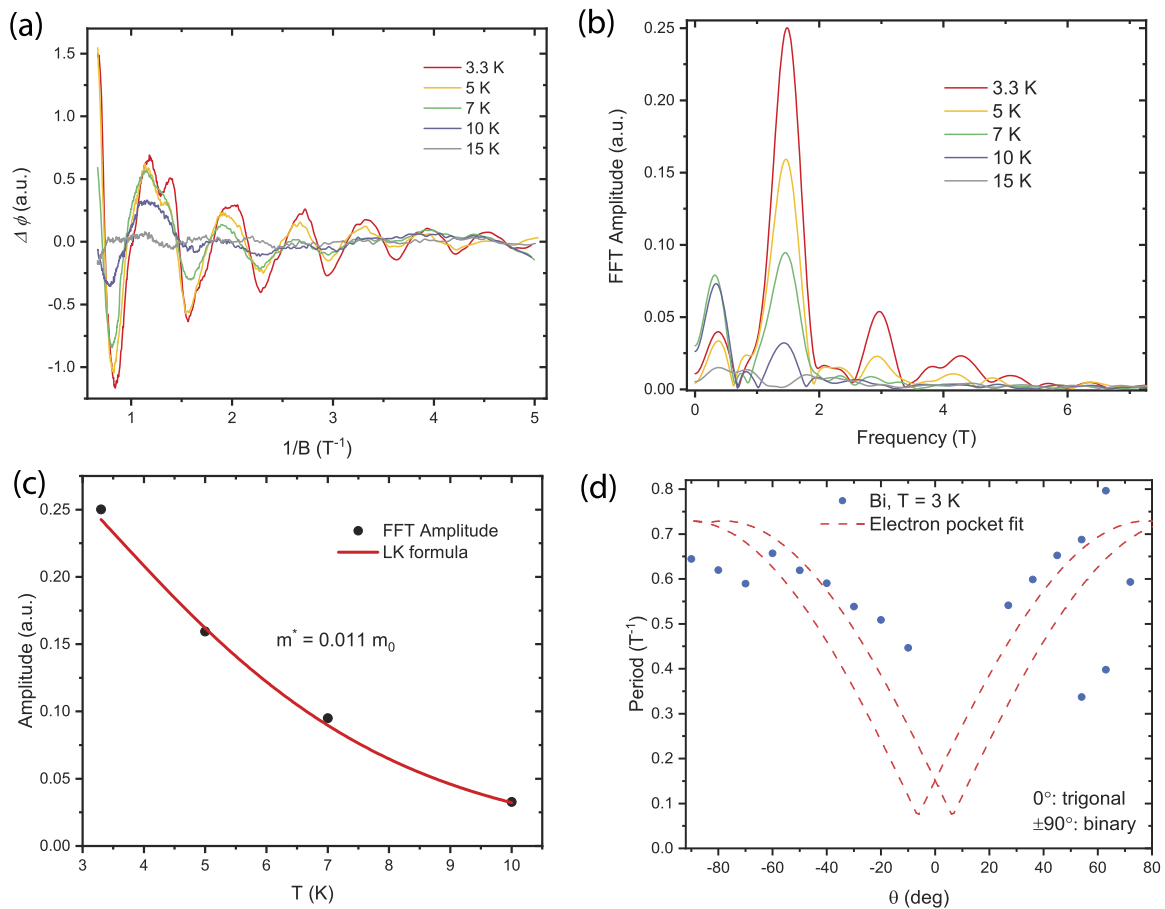 (a)
1.5
1.0
0.5
0.0
-0.5
-1.0
Δ ϕ (a.u.)
3.3 K
5 K
7 K
10 K
15 K
1 2 3 4 5
1/B (T⁻¹)
(b)
0.25
0.20
0.15
0.10
0.05
0.00
FFT Amplitude (a.u.)
3.3 K
5 K
7 K
10 K
15 K
0 2 4 6
Frequency (T)
(c)
0.25
0.20
0.15
0.10
0.05
0.00
Amplitude (a.u.)
FFT Amplitude
LK formula
m* = 0.011 m₀
3 4 5 6 7 8 9 10
T (K)
(d)
0.8
0.7
0.6
0.5
0.4
0.3
0.2
0.1
0.0
Period (T⁻¹)
Bi, T = 3 K
Electron pocket fit
0°: trigonal
±90°: binary
-80 -60 -40 -20 0 20 40 60 80
θ (deg)